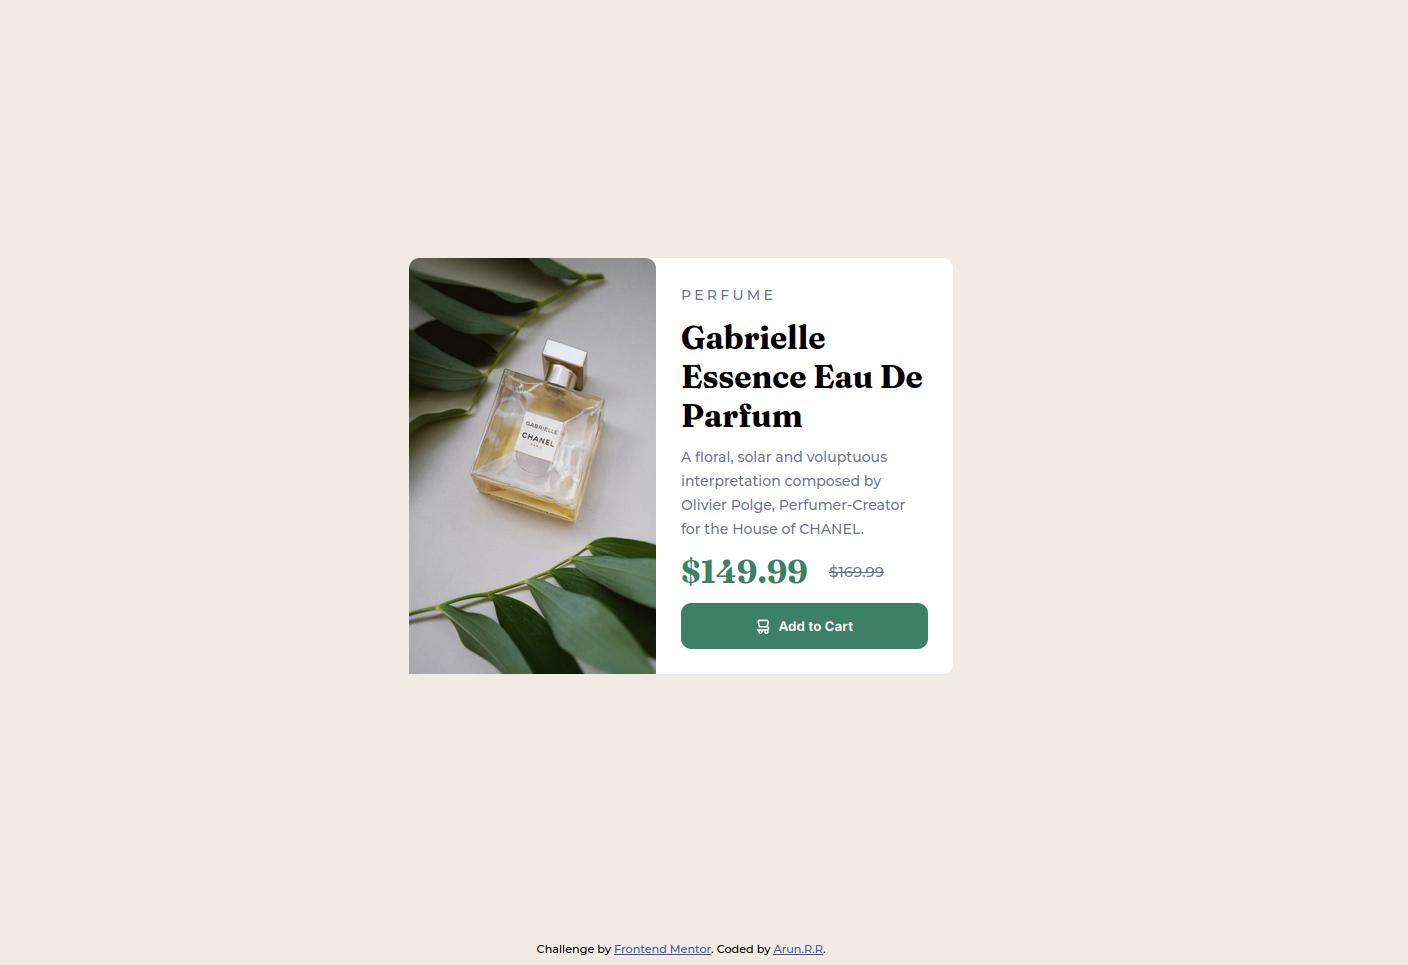 GABRIELLE
CHANEL
PERFUME
Gabrielle
Essence Eau De
Parfum
A floral, solar and voluptuous
interpretation composed by
Olivier Polge, Perfumer-Creator
for the House of CHANEL.
$149.99 $169.99
Add to Cart
Challenge by Frontend Mentor. Coded by Arun.R.R.